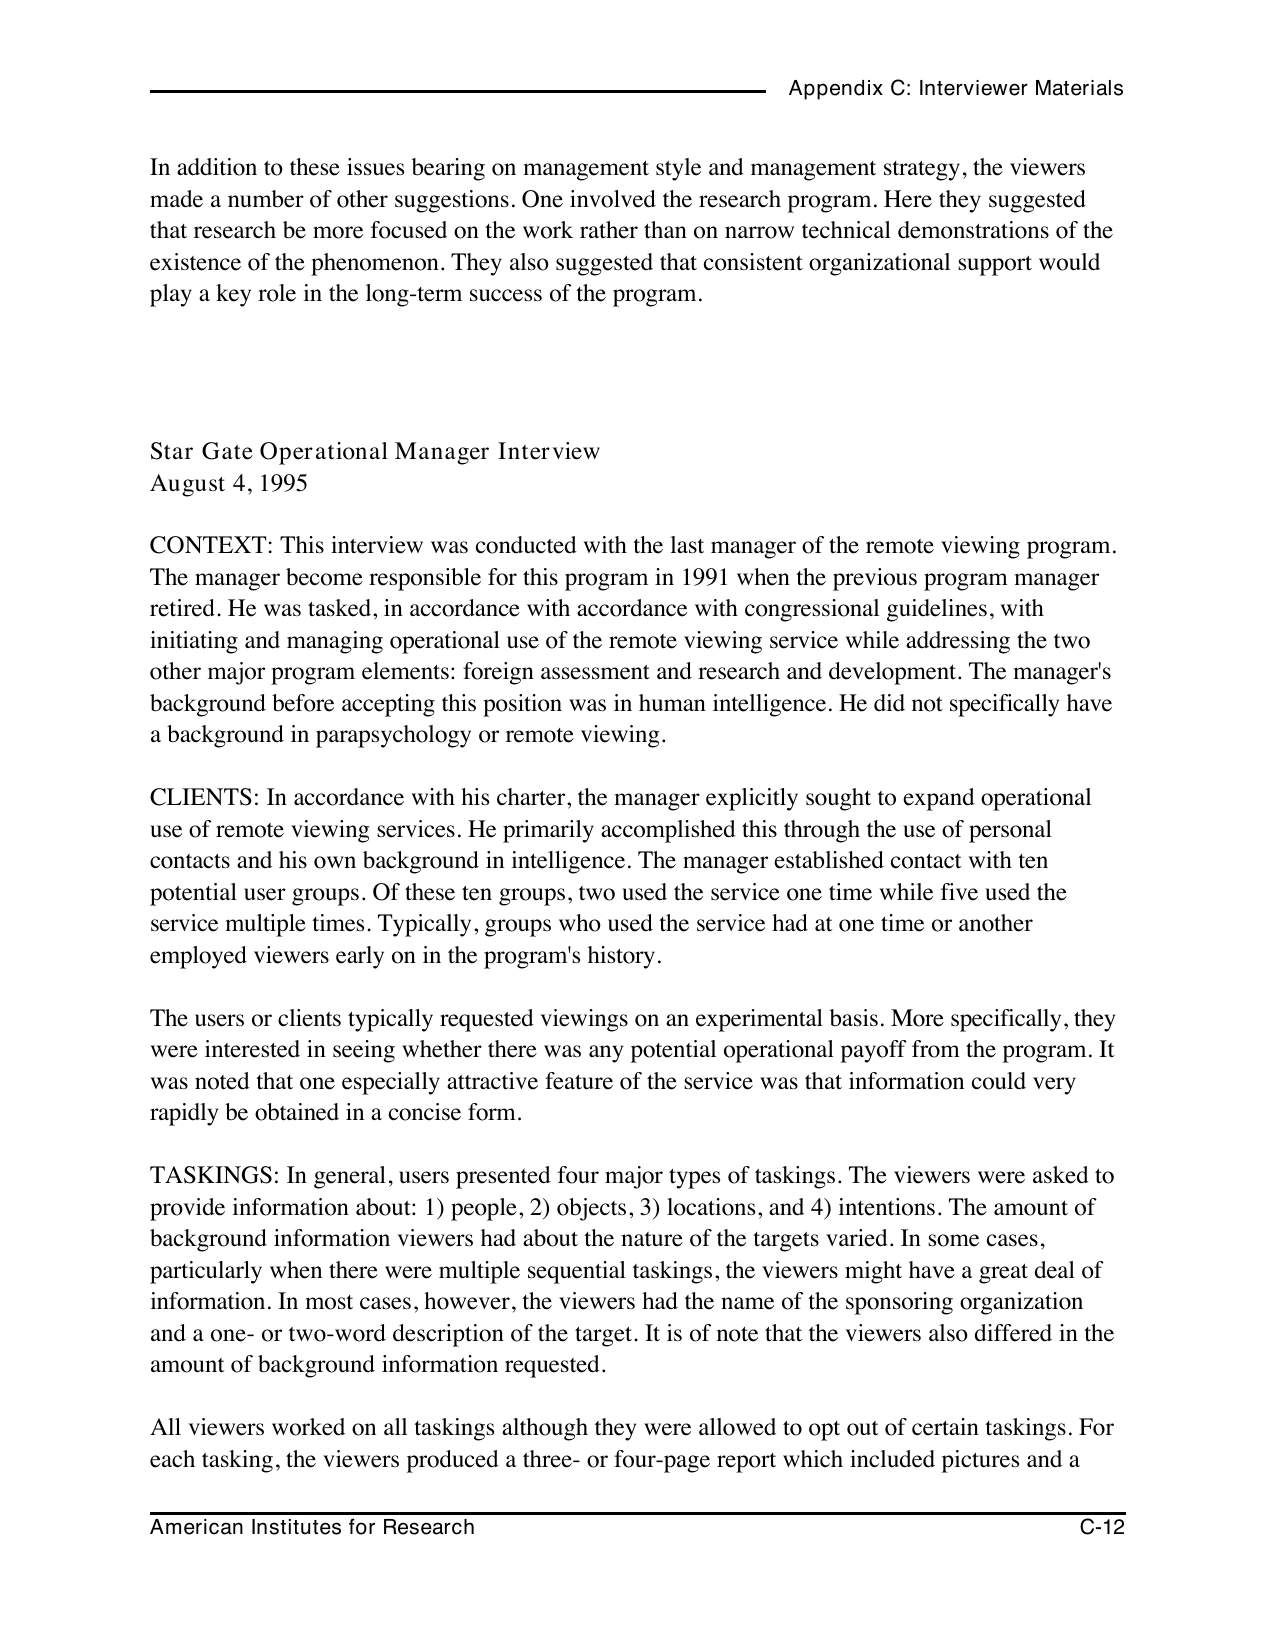 Appendix C: Interviewer Materials
In addition to these issues bearing on management style and management strategy, the viewers
made a number of other suggestions. One involved the research program. Here they suggested
that research be more focused on the work rather than on narrow technical demonstrations of the
existence of the phenomenon. They also suggested that consistent organizational support would
play a key role in the long-term success of the program.
Star Gate Operational Manager Interview
August 4, 1995
CONTEXT: This interview was conducted with the last manager of the remote viewing program.
The manager become responsible for this program in 1991 when the previous program manager
retired. He was tasked, in accordance with accordance with congressional guidelines, with
initiating and managing operational use of the remote viewing service while addressing the two
other major program elements: foreign assessment and research and development. The manager's
background before accepting this position was in human intelligence. He did not specifically have
a background in parapsychology or remote viewing.
CLIENTS: In accordance with his charter, the manager explicitly sought to expand operational
use of remote viewing services. He primarily accomplished this through the use of personal
contacts and his own background in intelligence. The manager established contact with ten
potential user groups. Of these ten groups, two used the service one time while five used the
service multiple times. Typically, groups who used the service had at one time or another
employed viewers early on in the program's history.
The users or clients typically requested viewings on an experimental basis. More specifically, they
were interested in seeing whether there was any potential operational payoff from the program. It
was noted that one especially attractive feature of the service was that information could very
rapidly be obtained in a concise form.
TASKINGS: In general, users presented four major types of taskings. The viewers were asked to
provide information about: 1) people, 2) objects, 3) locations, and 4) intentions. The amount of
background information viewers had about the nature of the targets varied. In some cases,
particularly when there were multiple sequential taskings, the viewers might have a great deal of
information. In most cases, however, the viewers had the name of the sponsoring organization
and a one- or two-word description of the target. It is of note that the viewers also differed in the
amount of background information requested.
All viewers worked on all taskings although they were allowed to opt out of certain taskings. For
each tasking, the viewers produced a three- or four-page report which included pictures and a
American Institutes for Research C-12